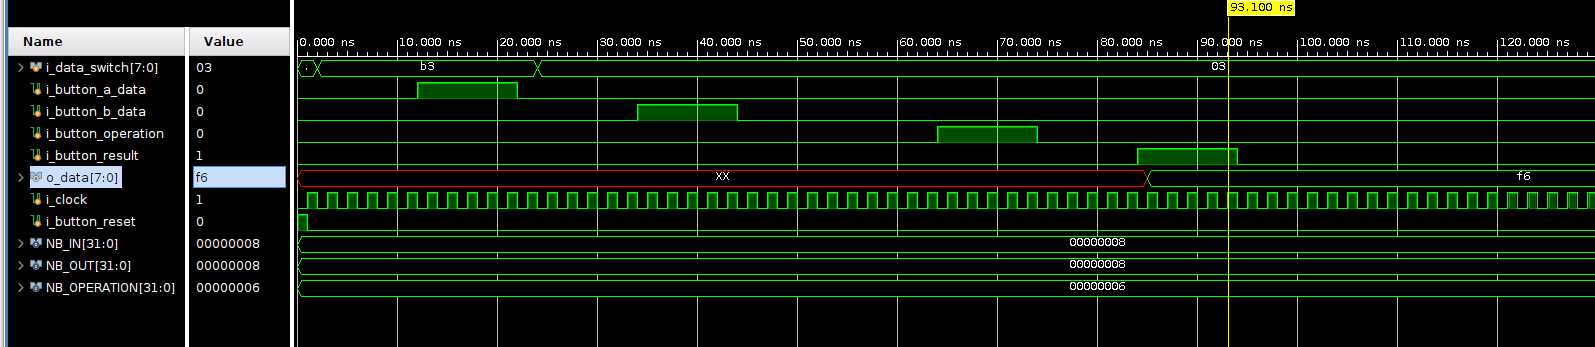 93.100 ns
Name Value
0.000 ns 10.000 ns 20.000 ns 30.000 ns 40.000 ns 50.000 ns 60.000 ns 70.000 ns 80.000 ns 90.000 ns 100.000 ns 110.000 ns 120.000 ns
i_data_switch[7:0] 03 . b3 03
i_button_a_data 0
i_button_b_data 0
i_button_operation 0
i_button_result 1
o_data[7:0] f6 XX f6
i_clock 1
i_button_reset 0
NB_IN[31:0] 00000008 00000008
NB_OUT[31:0] 00000008 00000008
NB_OPERATION[31:0] 00000006 00000006